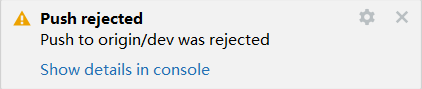 Push rejected
Push to origin/dev was rejected
Show details in console